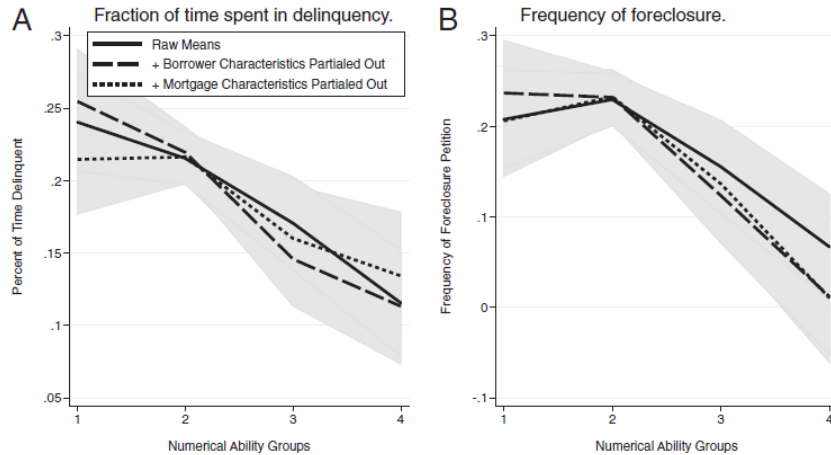 A
Fraction of time spent in delinquency.
Raw Means
+ Borrower Characteristics Partialed Out
+ Mortgage Characteristics Partialed Out
Percent of Time Delinquent
.3
.25
.2
.15
.1
.05
1
2
3
4
Numerical Ability Groups
B
Frequency of foreclosure.
Frequency of Foreclosure Petition
.3
.2
.1
0
-.1
1
2
3
4
Numerical Ability Groups